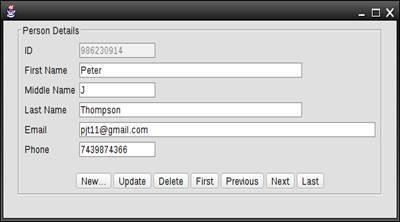 Person Details
ID 986230914
First Name Peter
Middle Name J
Last Name Thompson
Email pjt11@gmail.com
Phone 7439874366
New... Update Delete First Previous Next Last